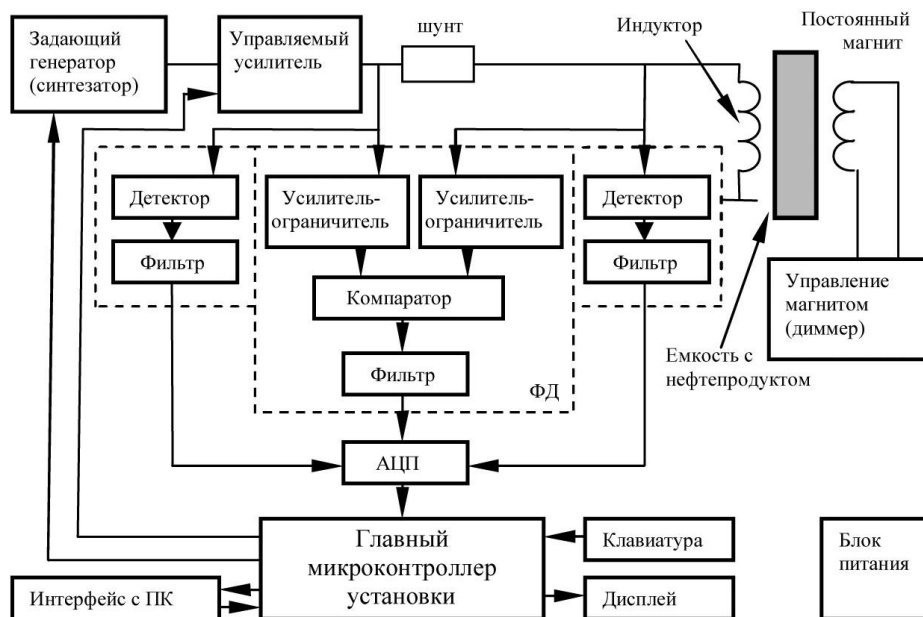 Задающий
генератор
(синтезатор)
Управляемый
усилитель
шунт
Индуктор
Постоянный
магнит
Детектор
Фильтр
Усилитель-
ограничитель
Усилитель-
ограничитель
Детектор
Фильтр
Компаратор
Фильтр
ФД
Управление
магнитом
(диммер)
Емкость с
нефтепродуктом
АЦП
Главный
микроконтроллер
установки
Клавиатура
Дисплей
Интерфейс с ПК
Блок
питания